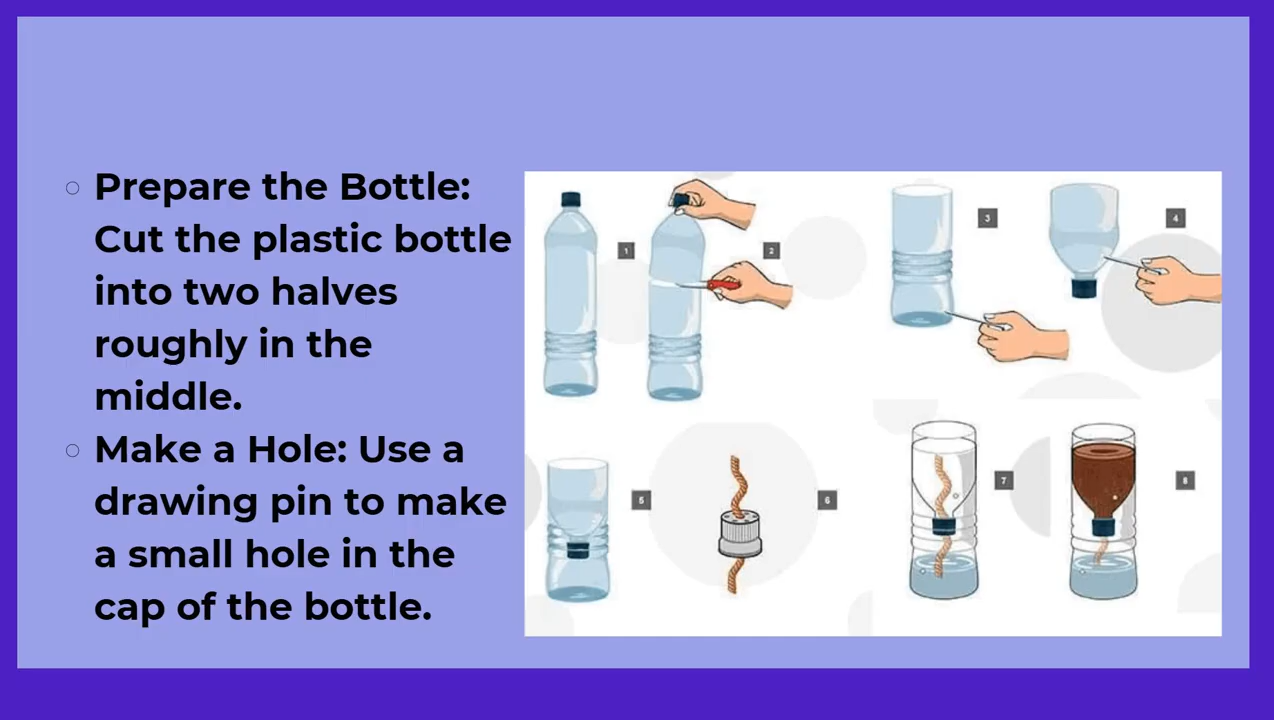 Prepare the Bottle:
Cut the plastic bottle
into two halves
roughly in the
middle.
Make a Hole: Use a
drawing pin to make
a small hole in the
cap of the bottle.
1
2
3
4
5
6
7
8